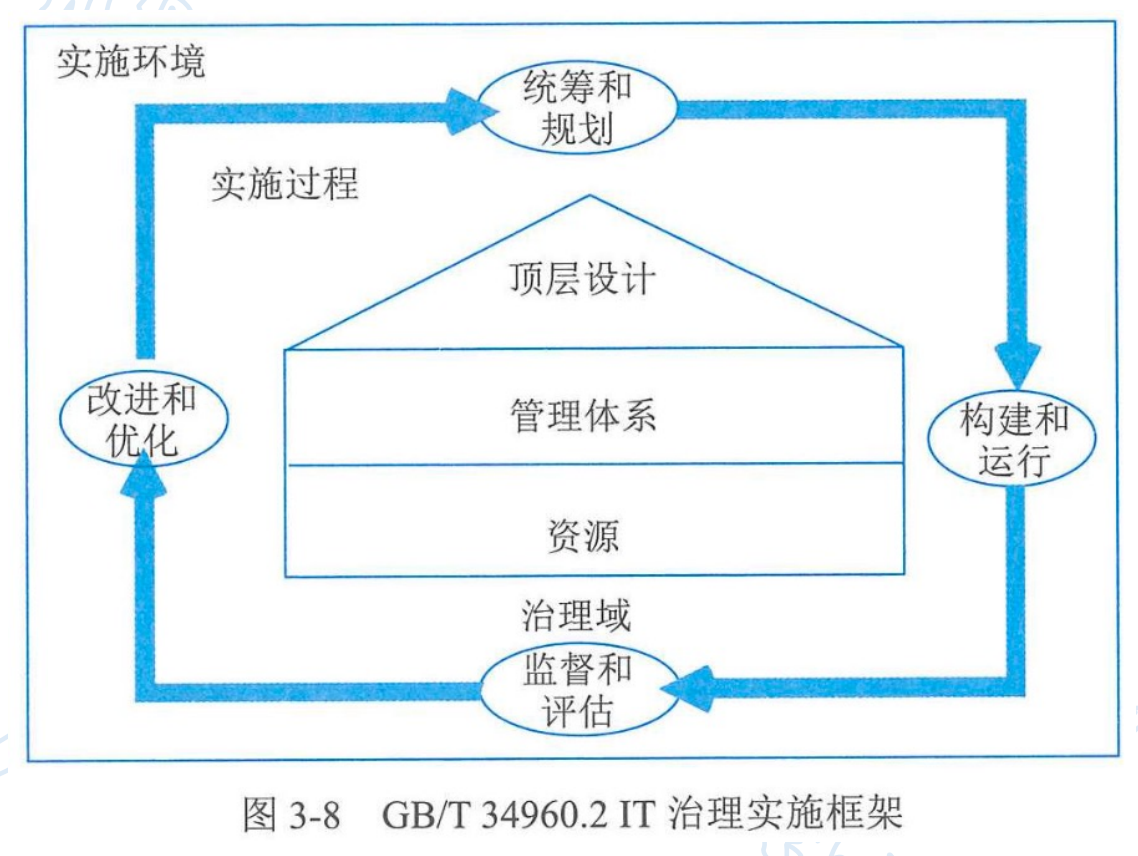 实施环境
统筹和
规划
实施过程
顶层设计
改进和
优化
管理体系
构建和
运行
资源
治理域
监督和
评估
图 3-8 GB/T 34960.2 IT 治理实施框架